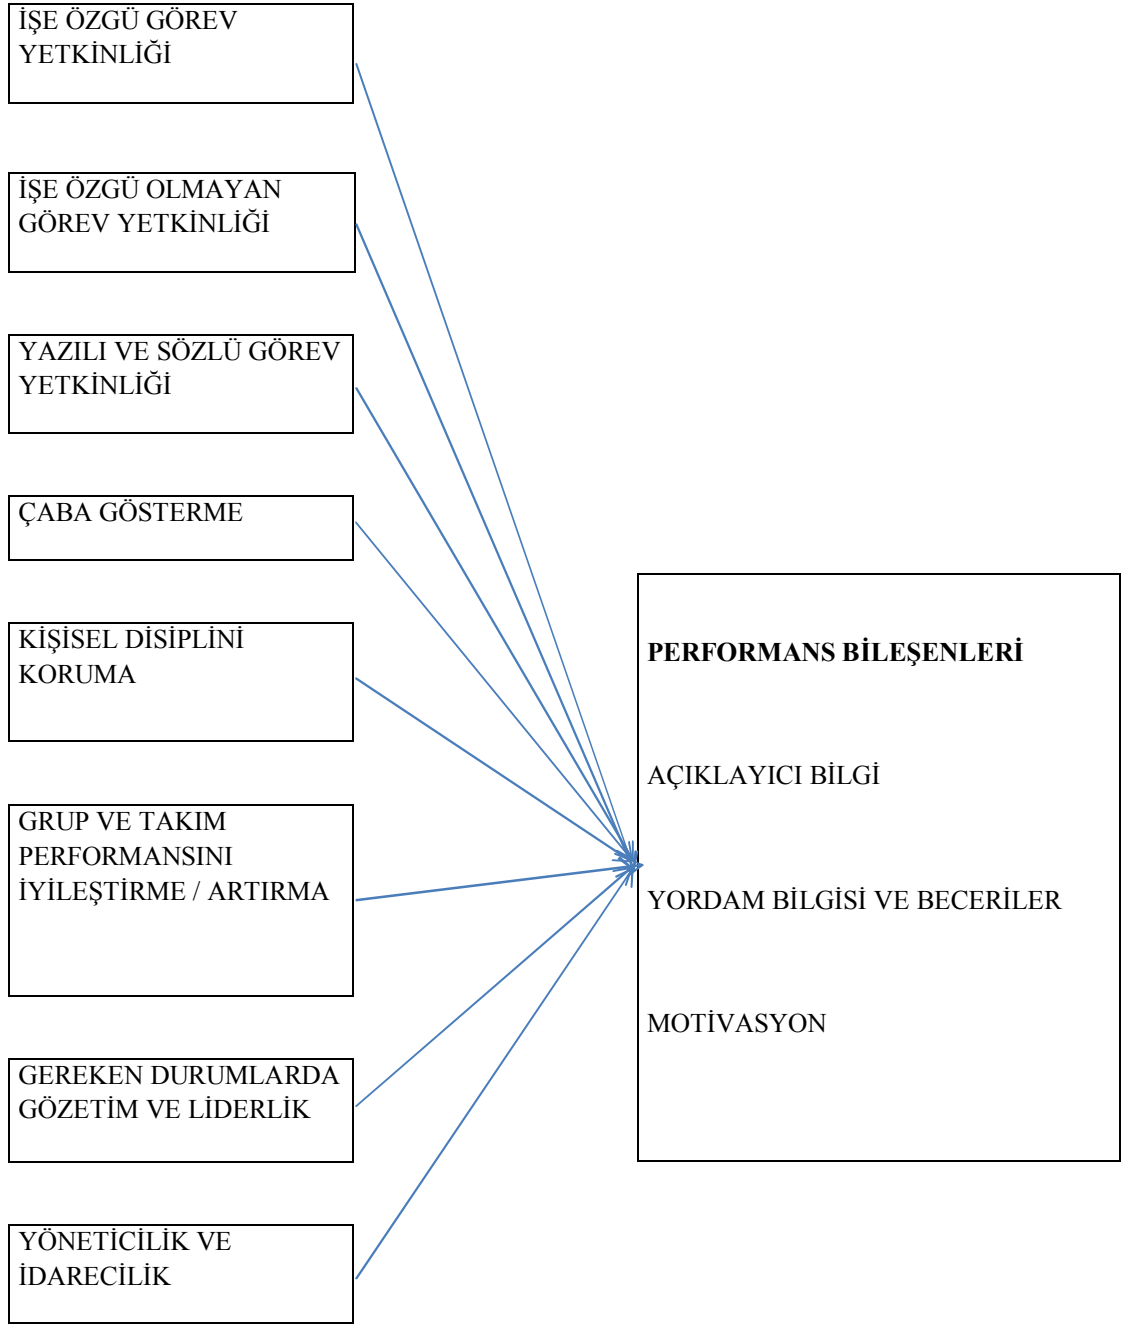 İŞE ÖZGÜ GÖREV
YETKİNLİĞİ
İŞE ÖZGÜ OLMAYAN
GÖREV YETKİNLİĞİ
YAZILI VE SÖZLÜ GÖREV
YETKİNLİĞİ
ÇABA GÖSTERME
KİŞİSEL DİSİPLİNİ
KORUMA
GRUP VE TAKIM
PERFORMANSINI
İYİLEŞTİRME / ARTIRMA
GEREKEN DURUMLARDA
GÖZETİM VE LİDERLİK
YÖNETİCİLİK VE
İDARECİLİK
PERFORMANS BİLEŞENLERİ
AÇIKLAYICI BİLGİ
YORDAM BİLGİSİ VE BECERİLER
MOTİVASYON